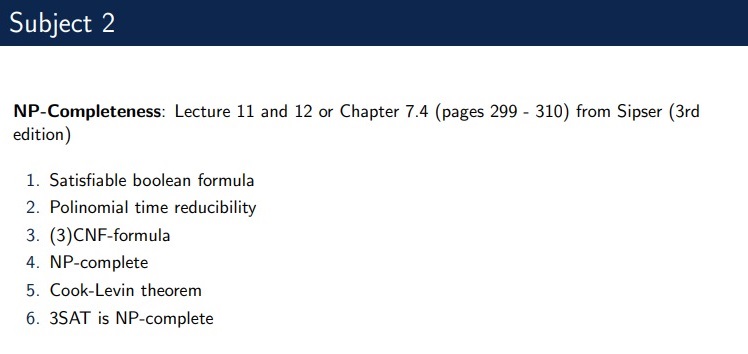 Subject 2
NP-Completeness: Lecture 11 and 12 or Chapter 7.4 (pages 299 - 310) from Sipser (3rd
edition)
1. Satisfiable boolean formula
2. Polinomial time reducibility
3. (3)CNF-formula
4. NP-complete
5. Cook-Levin theorem
6. 3SAT is NP-complete